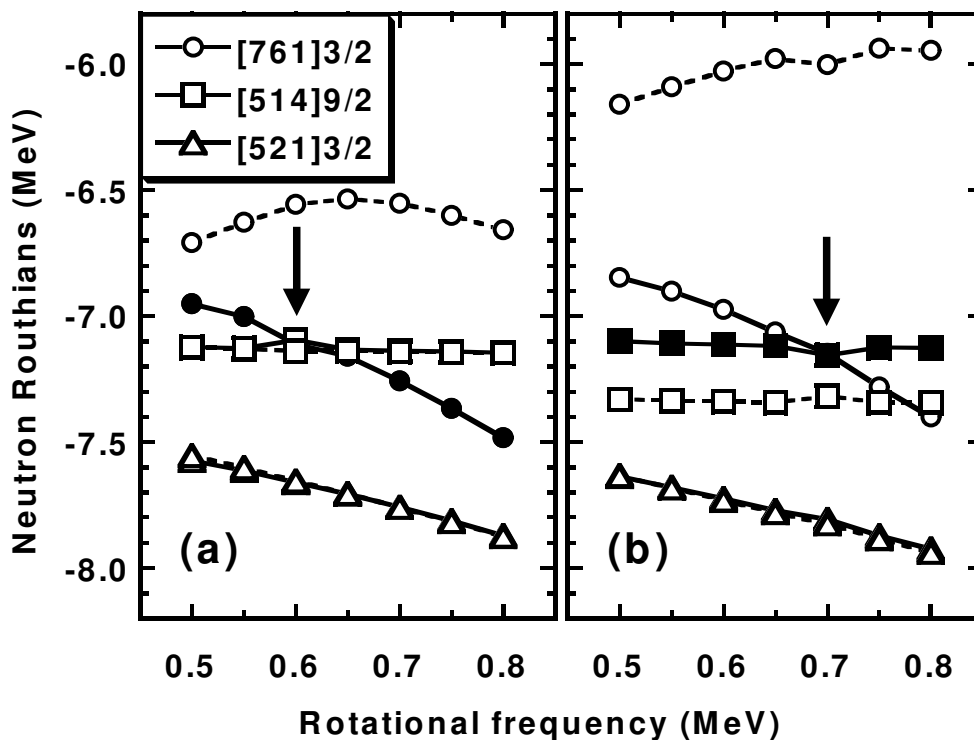 [761]3/2
[514]9/2
[521]3/2
Neutron Routhians (MeV)
-6.0
-6.5
-7.0
-7.5
-8.0
(a)
(b)
0.5 0.6 0.7 0.8 0.5 0.6 0.7 0.8
Rotational frequency (MeV)